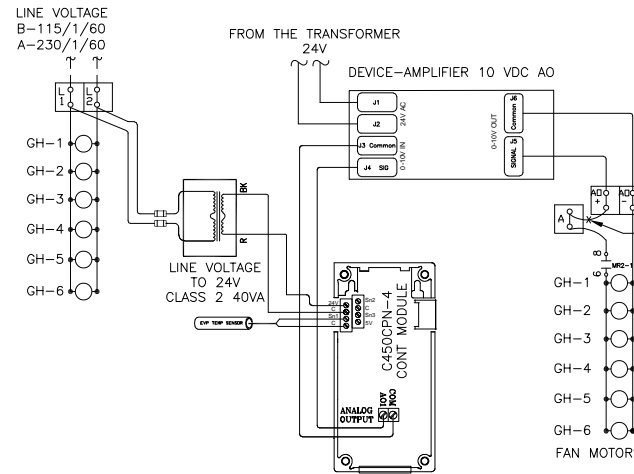 LINE VOLTAGE
B-115/1/60
A-230/1/60
FROM THE TRANSFORMER
24V
DEVICE-AMPLIFIER 10 VDC AO
L
1
L
2
J1
J2
24V AC
J3 Common
J4 SIG
0-10V IN
Common J6
SIGNAL J5
0-10V OUT
GH-1
GH-2
GH-3
GH-4
GH-5
GH-6
BK
R
LINE VOLTAGE
TO 24V
CLASS 2 40VA
EVP TEMP SENSOR
24V
C
Sn1
C
Sn2
C
Sn3
5V
C450CPN-4
CONT MODULE
AO1
COM
ANALOG
OUTPUT
AO
+
AO
-
A
X
8
6
MR2-1
GH-1
GH-2
GH-3
GH-4
GH-5
GH-6
FAN MOTOR